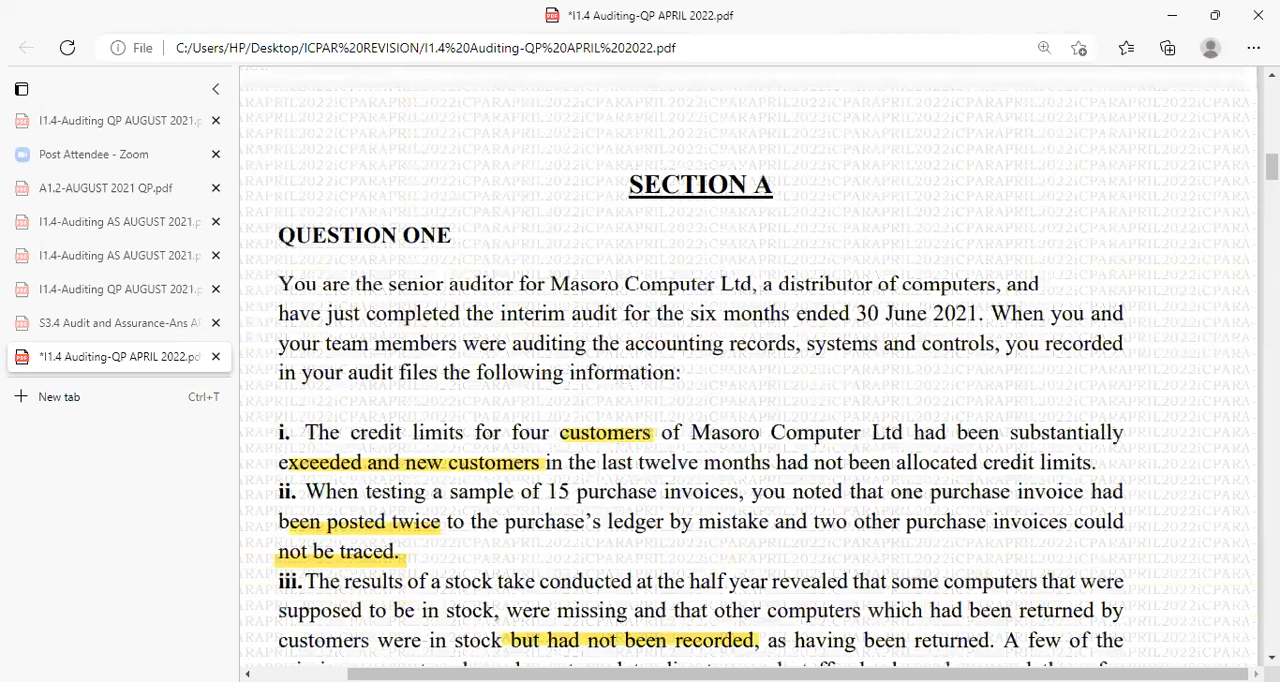 *I1.4 Auditing-QP APRIL 2022.pdf
File
C:/Users/HP/Desktop/ICPAR%20REVISION/I1.4%20Auditing-QP%20APRIL%202022.pdf
I1.4-Auditing QP AUGUST 2021.p
Post Attendee - Zoom
A1.2-AUGUST 2021 QP.pdf
I1.4-Auditing AS AUGUST 2021.p
I1.4-Auditing AS AUGUST 2021.p
I1.4-Auditing QP AUGUST 2021.p
S3.4 Audit and Assurance-Ans AP
*I1.4 Auditing-QP APRIL 2022.pd
New tab Ctrl+T
SECTION A
QUESTION ONE
You are the senior auditor for Masoro Computer Ltd, a distributor of computers, and
have just completed the interim audit for the six months ended 30 June 2021. When you and
your team members were auditing the accounting records, systems and controls, you recorded
in your audit files the following information:
i. The credit limits for four customers of Masoro Computer Ltd had been substantially
exceeded and new customers in the last twelve months had not been allocated credit limits.
ii. When testing a sample of 15 purchase invoices, you noted that one purchase invoice had
been posted twice to the purchase’s ledger by mistake and two other purchase invoices could
not be traced.
iii. The results of a stock take conducted at the half year revealed that some computers that were
supposed to be in stock, were missing and that other computers which had been returned by
customers were in stock but had not been recorded, as having been returned. A few of the